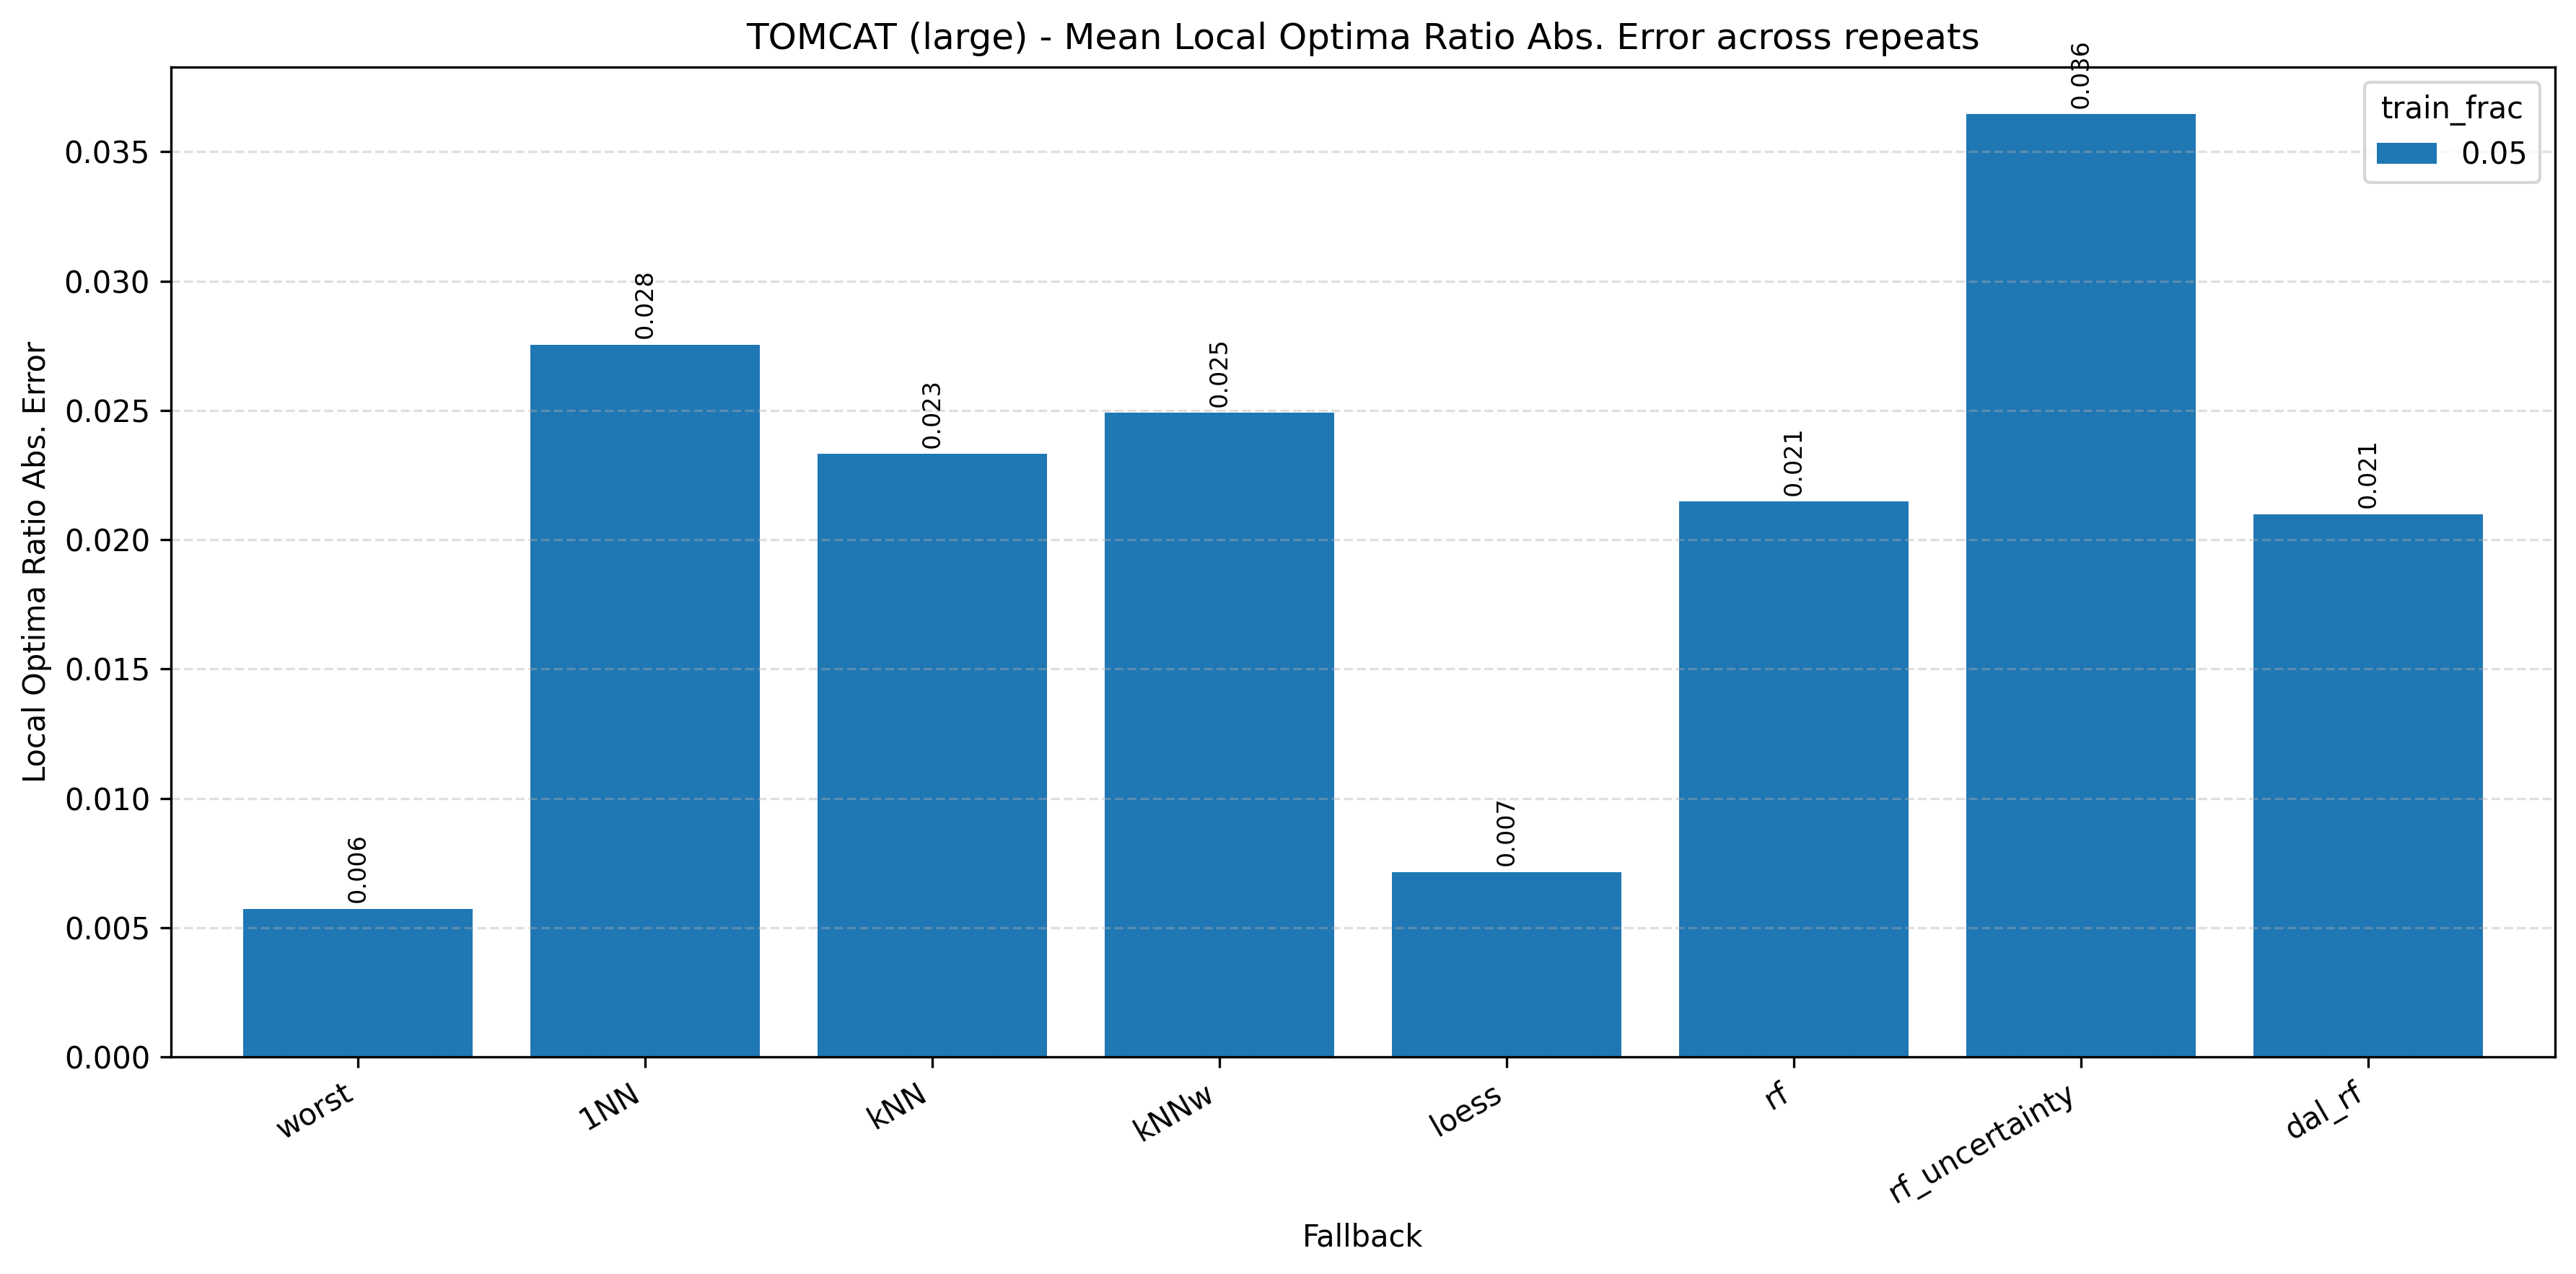 TOMCAT (large) - Mean Local Optima Ratio Abs. Error across repeats
Local Optima Ratio Abs. Error
0.035
0.030
0.025
0.020
0.015
0.010
0.005
0.000
0.006
0.028
0.023
0.025
0.007
0.021
0.036
0.021
train_frac
0.05
worst
1NN
kNN
kNNw
loess
rf
rf_uncertainty
dal_rf
Fallback